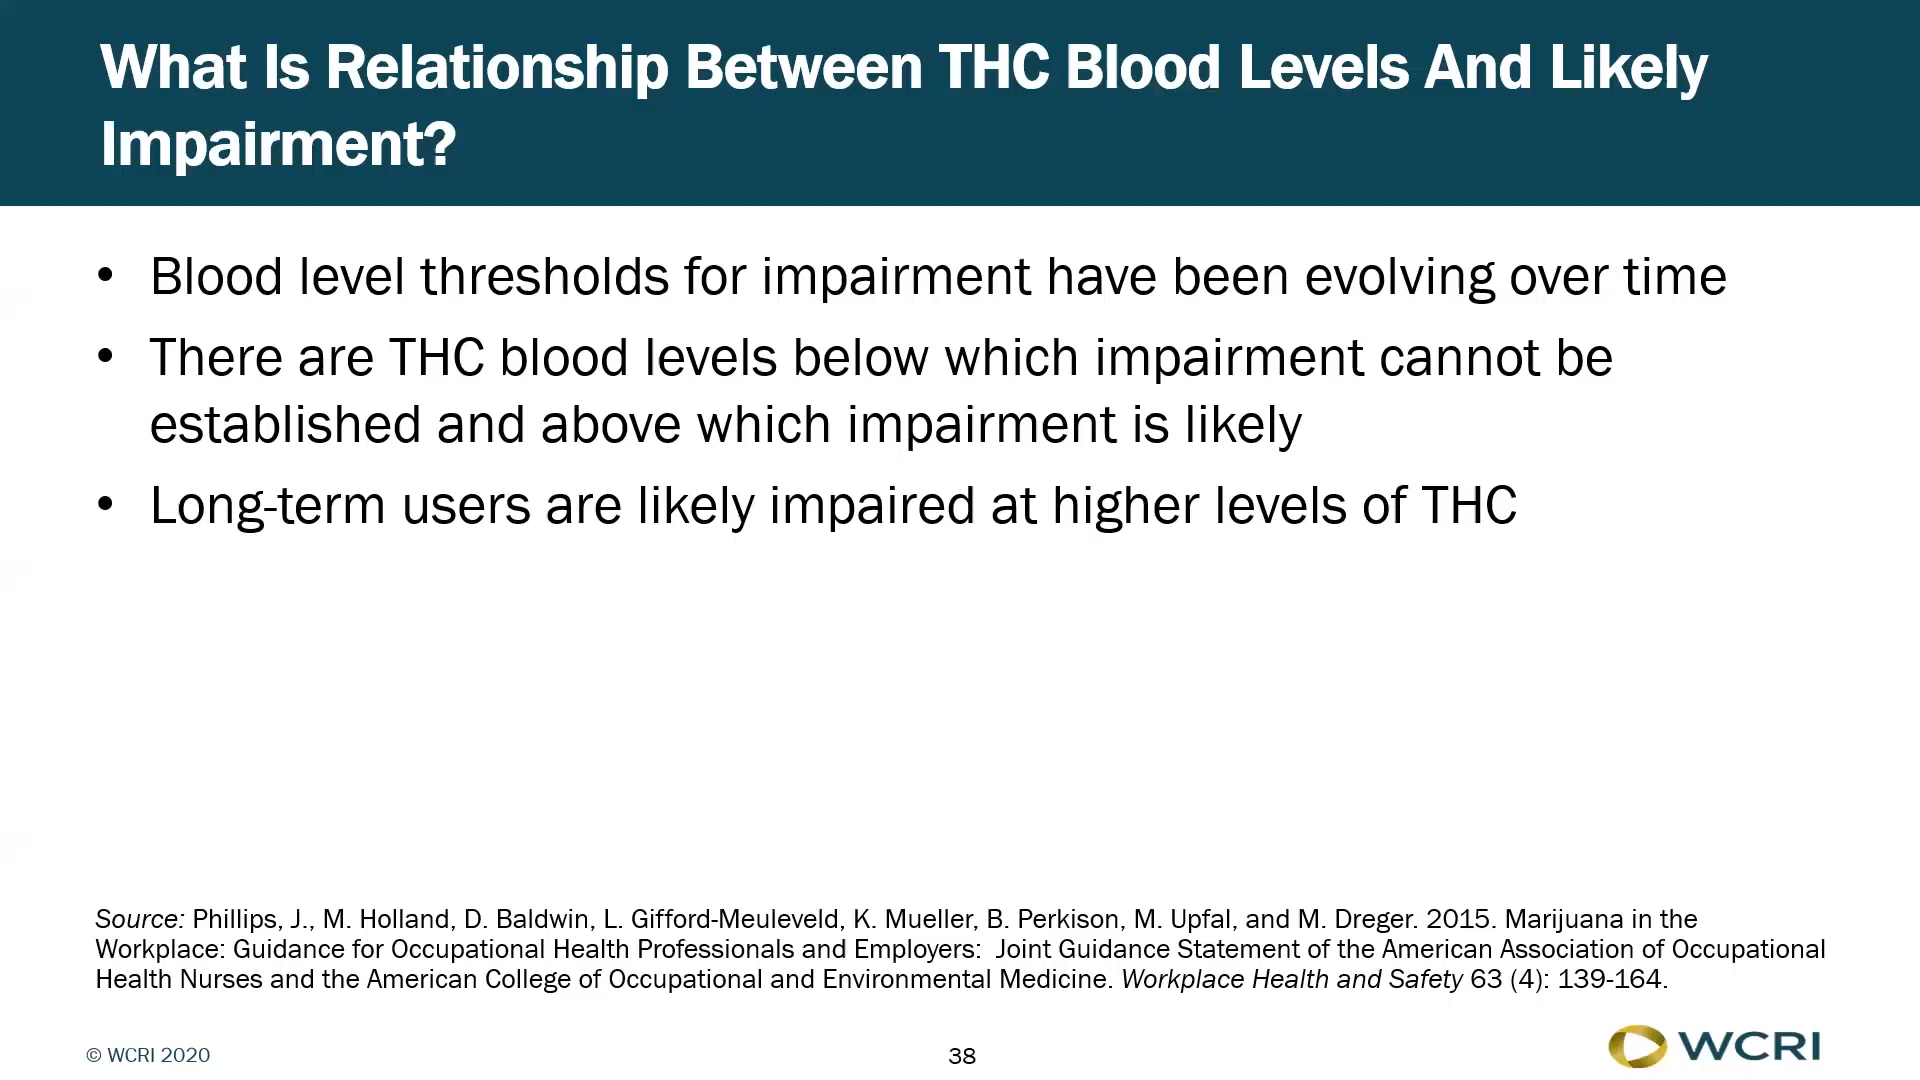 What Is Relationship Between THC Blood Levels And Likely
Impairment?
• Blood level thresholds for impairment have been evolving over time
• There are THC blood levels below which impairment cannot be
established and above which impairment is likely
• Long-term users are likely impaired at higher levels of THC
Source: Phillips, J., M. Holland, D. Baldwin, L. Gifford-Meuleveld, K. Mueller, B. Perkison, M. Upfal, and M. Dreger. 2015. Marijuana in the
Workplace: Guidance for Occupational Health Professionals and Employers:  Joint Guidance Statement of the American Association of Occupational
Health Nurses and the American College of Occupational and Environmental Medicine. Workplace Health and Safety 63 (4): 139-164.
© WCRI 2020
38
WCRI